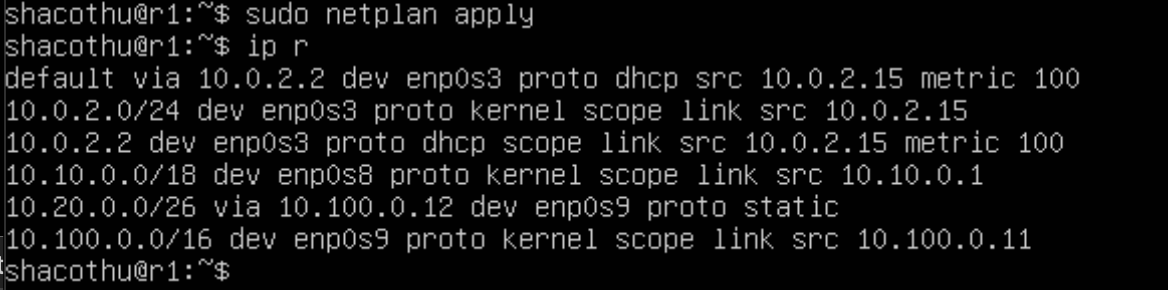 shacothu@r1:~$ sudo netplan apply
shacothu@r1:~$ ip r
default via 10.0.2.2 dev enp0s3 proto dhcp src 10.0.2.15 metric 100
10.0.2.0/24 dev enp0s3 proto kernel scope link src 10.0.2.15
10.0.2.2 dev enp0s3 proto dhcp scope link src 10.0.2.15 metric 100
10.10.0.0/18 dev enp0s8 proto kernel scope link src 10.10.0.1
10.20.0.0/26 via 10.100.0.12 dev enp0s9 proto static
10.100.0.0/16 dev enp0s9 proto kernel scope link src 10.100.0.11
shacothu@r1:~$